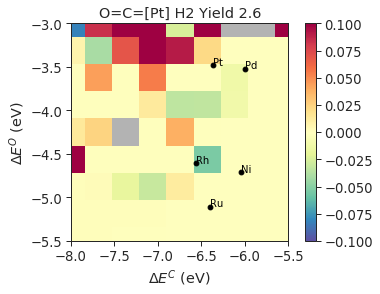 O=C=[Pt] H2 Yield 2.6
−3.0
−3.5
−4.0
−4.5
−5.0
−5.5
ΔE^O (eV)
Pt
Pd
Rh
Ni
Ru
−8.0
−7.5
−7.0
−6.5
−6.0
−5.5
ΔE^C (eV)
0.100
0.075
0.050
0.025
0.000
−0.025
−0.050
−0.075
−0.100